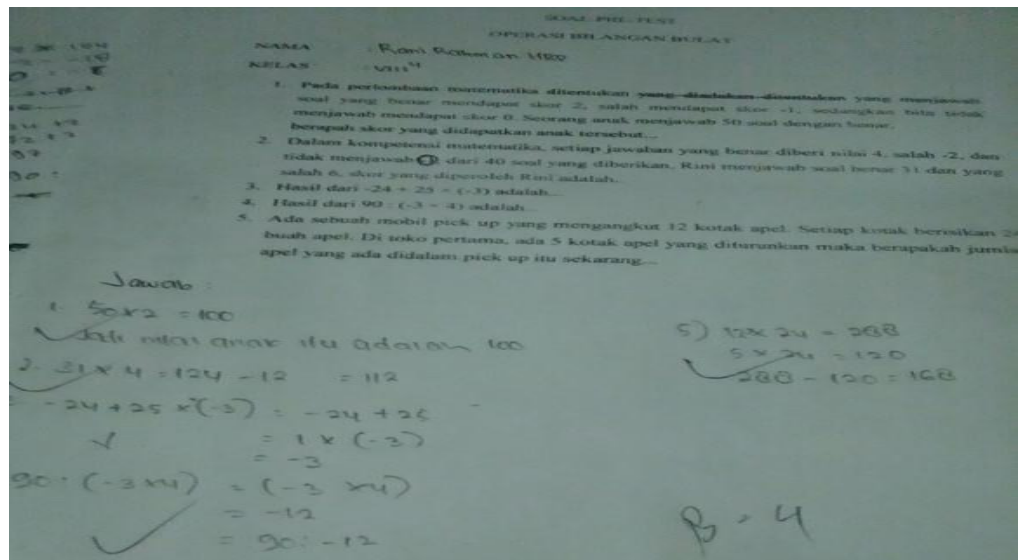 SOAL PRE-TEST
OPERASI BILANGAN BULAT
NAMA : Rahman
KELAS : VIII 4
1. Pada perlombaan matematika ditentukan yang diadakan ditentukan yang menjawab
soal yang benar mendapat skor 2, salah mendapat skor -1, sedangkan bila tidak
menjawab mendapat skor 0. Seorang anak menjawab 50 soal dengan benar,
berapah skor yang didapatkan anak tersebut...
2. Dalam kompetensi matematika, setiap jawaban yang benar diberi nilai 4, salah -2, dan
tidak menjawab dari 40 soal yang diberikan, Rini menjawab soal benar 31 dan yang
salah 6, skor yang diperoleh Rini adalah.
3. Hasil dari -24 + 25 × (-3) adalah...
4. Hasil dari 90 : (-3 × 4) adalah...
5. Ada sebuah mobil pick up yang mengangkut 12 kotak apel. Setiap kotak berisikan 24
buah apel. Di toko pertama, ada 5 kotak apel yang diturunkan maka berapakah jumla
apel yang ada didalam pick up itu sekarang...
Jawab :
1. 50 x 2 = 100
Jadi nilai anak itu adalah 100
2. 31 x 4 = 124 - 12 = 112
= -24 + 25 x (-3) = -24 + 25
= 1 x (-3)
= -3
90 : (-3 x 4) = (-3 x 4)
= -12
= 90 : -12
5) 12 x 24 = 288
5 x 24 = 120
288 - 120 = 168
B = 4